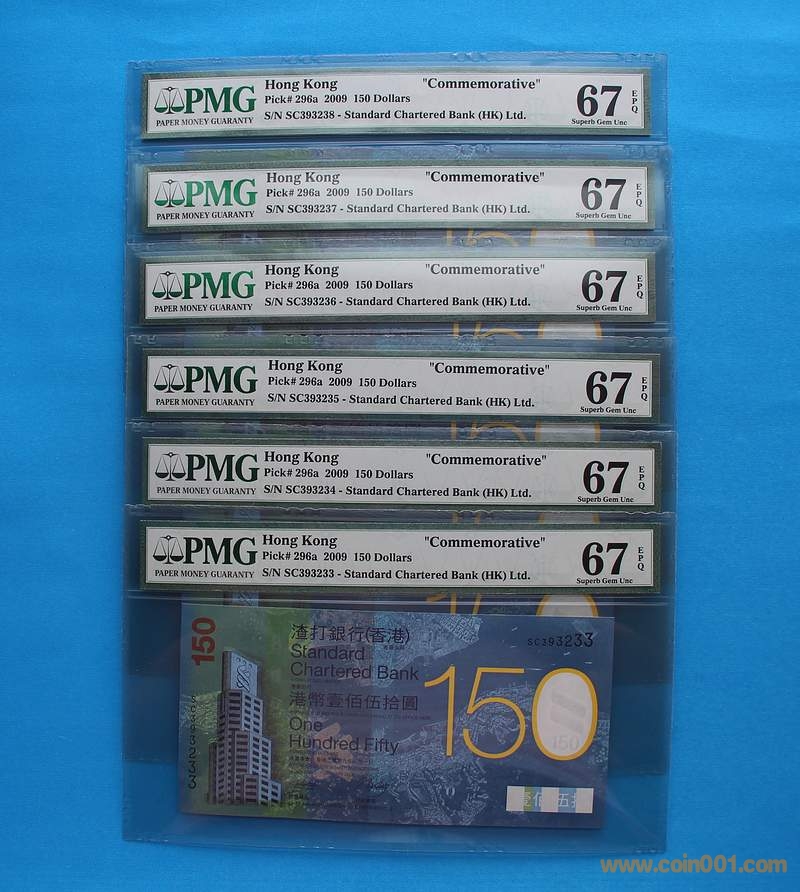 PMG
PAPER MONEY GUARANTY
Hong Kong "Commemorative"
Pick# 296a 2009 150 Dollars
S/N SC393238 - Standard Chartered Bank (HK) Ltd.
67 EPQ
Superb Gem Unc
PMG
PAPER MONEY GUARANTY
Hong Kong "Commemorative"
Pick# 296a 2009 150 Dollars
S/N SC393237 - Standard Chartered Bank (HK) Ltd.
67 EPQ
Superb Gem Unc
PMG
PAPER MONEY GUARANTY
Hong Kong "Commemorative"
Pick# 296a 2009 150 Dollars
S/N SC393236 - Standard Chartered Bank (HK) Ltd.
67 EPQ
Superb Gem Unc
PMG
PAPER MONEY GUARANTY
Hong Kong "Commemorative"
Pick# 296a 2009 150 Dollars
S/N SC393235 - Standard Chartered Bank (HK) Ltd.
67 EPQ
Superb Gem Unc
PMG
PAPER MONEY GUARANTY
Hong Kong "Commemorative"
Pick# 296a 2009 150 Dollars
S/N SC393234 - Standard Chartered Bank (HK) Ltd.
67 EPQ
Superb Gem Unc
PMG
PAPER MONEY GUARANTY
Hong Kong "Commemorative"
Pick# 296a 2009 150 Dollars
S/N SC393233 - Standard Chartered Bank (HK) Ltd.
67 EPQ
Superb Gem Unc
150
渣打銀行(香港)
Standard
Chartered Bank
SC393233
港幣壹佰伍拾圓
One
Hundred Fifty
150
150
SC393233
壹佰伍拾
www.coin001.com